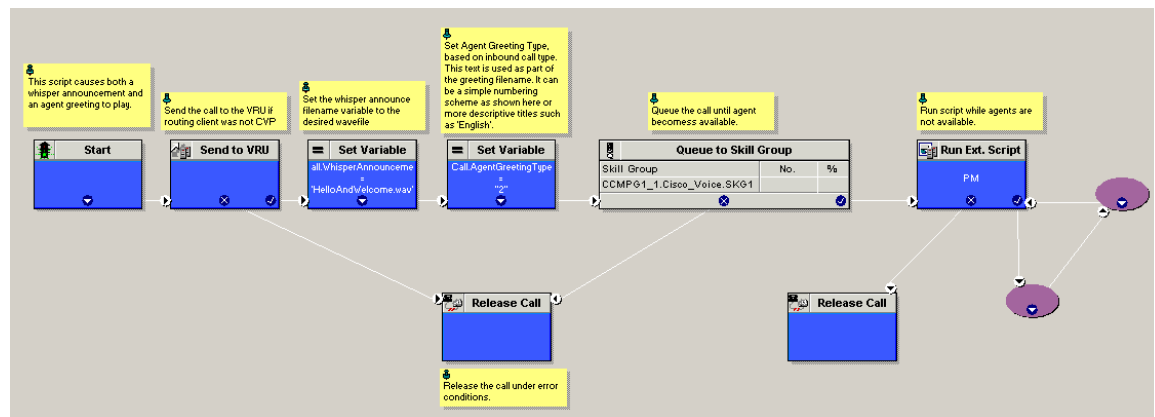 This script causes both a
whisper announcement and
an agent greeting to play.
Send the call to the VRU if
routing client was not CVP
Set the whisper announce
filename variable to the
desired wavefile
Set Agent Greeting Type,
based on inbound call type.
This text is used as part of
the greeting filename. It can
be a simple numbering
scheme as shown here or
more descriptive titles such
as 'English'.
Queue the call until agent
becomess available.
Run script while agents are
not available.
Start
Send to VRU
= Set Variable
all.WhisperAnnounceme
=
'HelloAndWelcome.wav'
= Set Variable
Call.AgentGreetingType
=
"2"
Queue to Skill Group
Skill Group No. %
CCMPG1_1.Cisco_Voice.SKG1
Run Ext. Script
PM
Release Call
Release Call
Release the call under error
conditions.